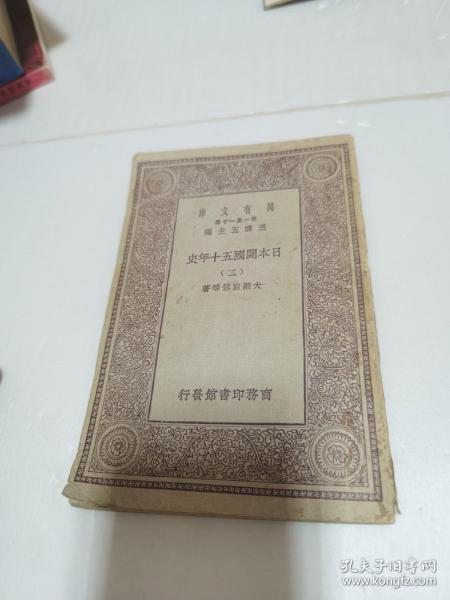 萬有文庫
第一集一千種
王雲五主編
日本開國五十年史
(二)
大隈重信等著
商務印書館發行
孔夫子旧书网
www.kongfz.com